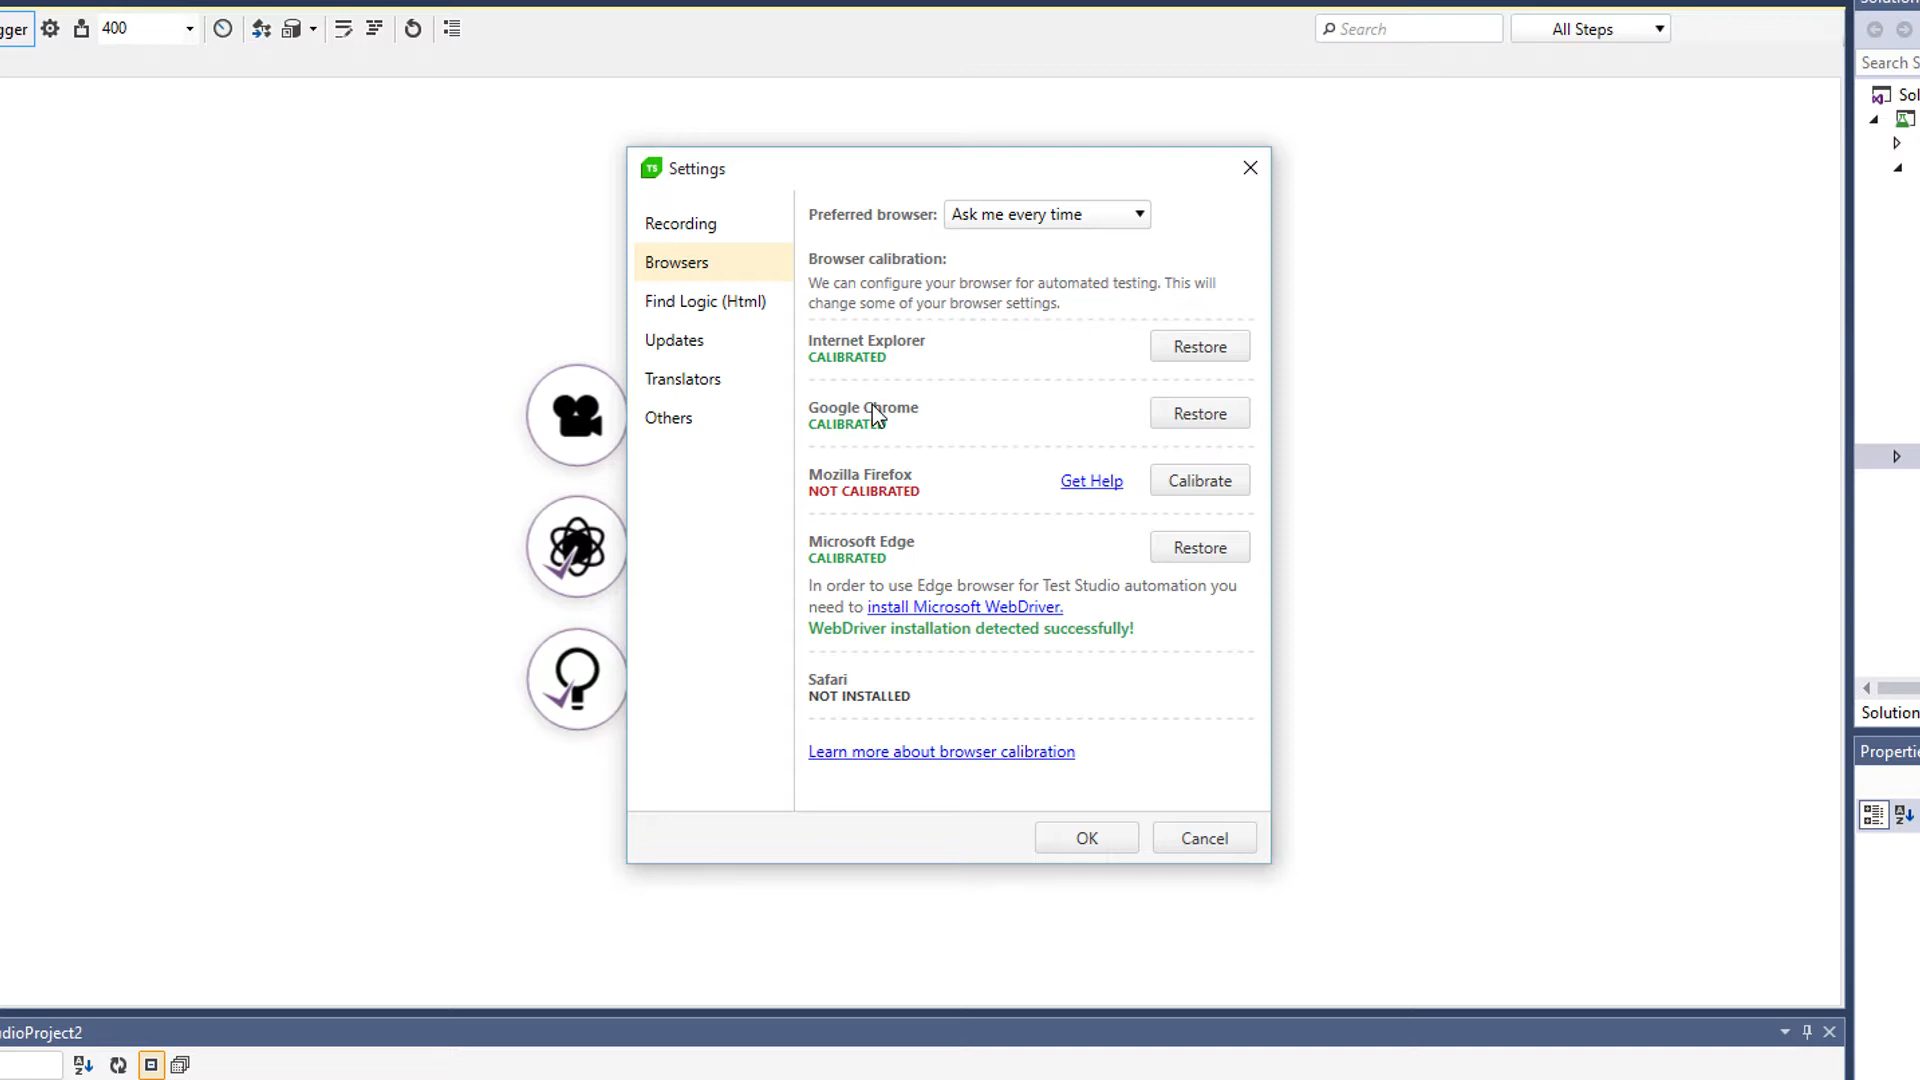 gger 400 Search All Steps
Search S
Sol
TS Settings
Recording
Browsers
Find Logic (Html)
Updates
Translators
Others
Preferred browser: Ask me every time
Browser calibration:
We can configure your browser for automated testing. This will
change some of your browser settings.
Internet Explorer
CALIBRATED
Restore
Google Chrome
CALIBRATED
Restore
Mozilla Firefox
NOT CALIBRATED
Get Help Calibrate
Microsoft Edge
CALIBRATED
Restore
In order to use Edge browser for Test Studio automation you
need to install Microsoft WebDriver.
WebDriver installation detected successfully!
Safari
NOT INSTALLED
Learn more about browser calibration
OK Cancel
Solution
Properti
udioProject2